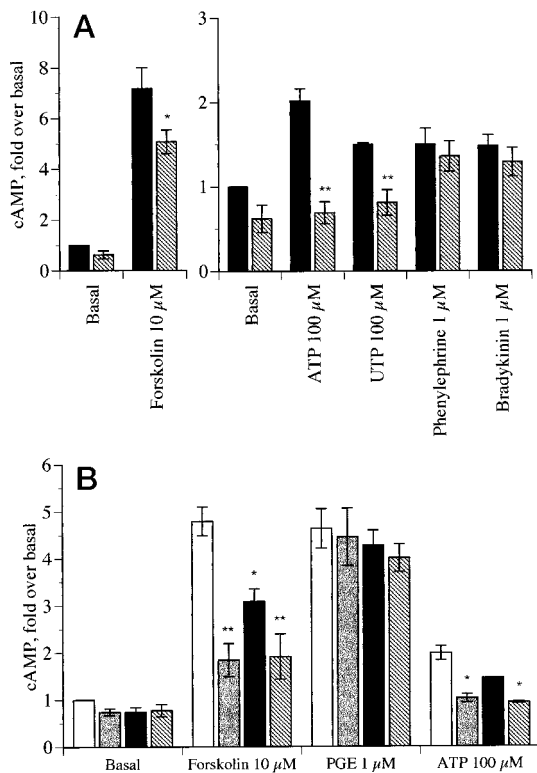 A
cAMP, fold over basal
10
8
6
4
2
0
*
Basal
Forskolin 10 µM
3
2
1
0
**
**
Basal
ATP 100 µM
UTP 100 µM
Phenylephrine 1 µM
Bradykinin 1 µM
B
cAMP, fold over basal
6
5
4
3
2
1
0
**
*
**
*
*
Basal
Forskolin 10 µM
PGE 1 µM
ATP 100 µM